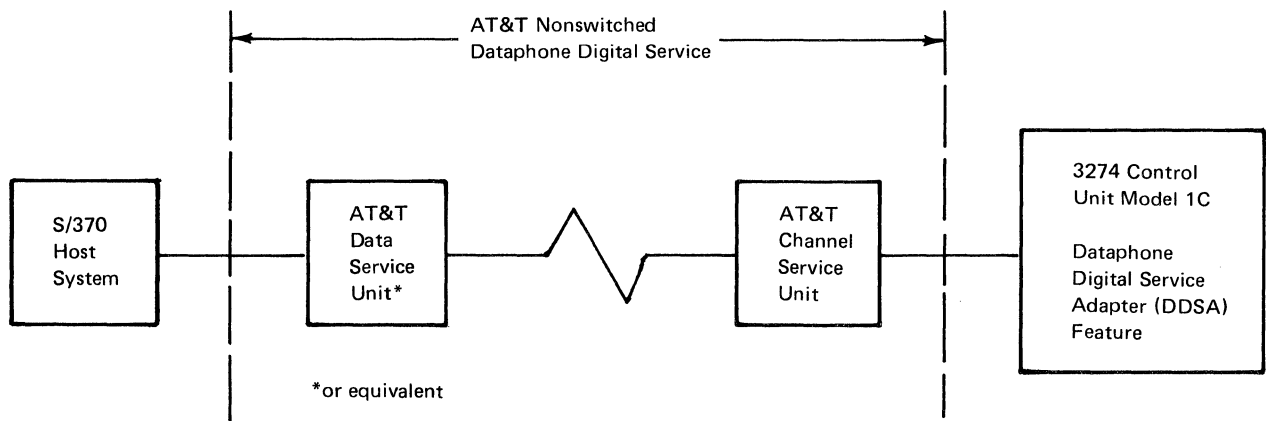 AT&T Nonswitched
Dataphone Digital Service
S/370
Host
System
AT&T
Data
Service
Unit*
AT&T
Channel
Service
Unit
3274 Control
Unit Model 1C
Dataphone
Digital Service
Adapter (DDSA)
Feature
*or equivalent